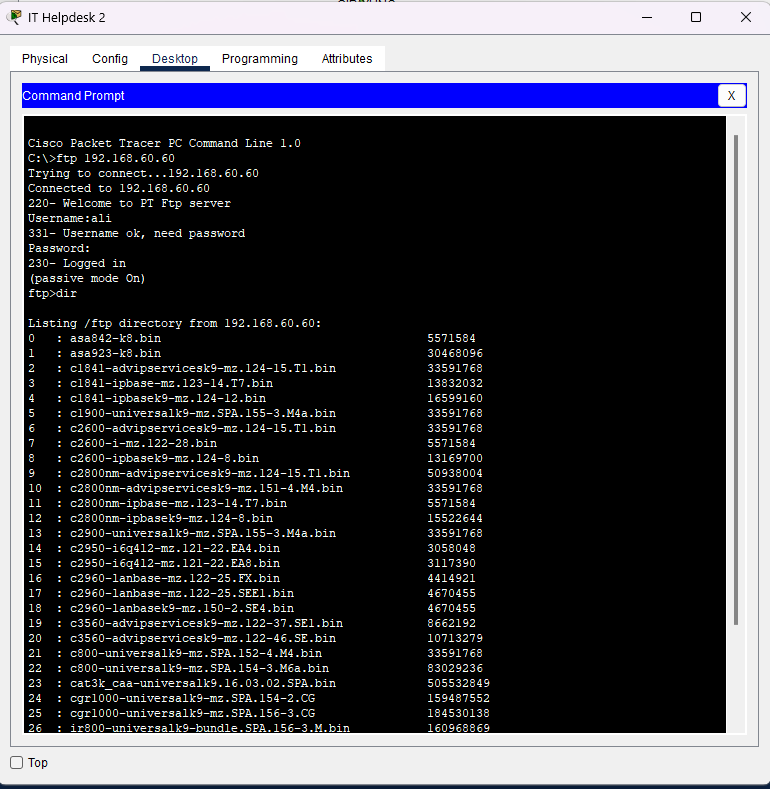 IT Helpdesk 2
Physical Config Desktop Programming Attributes
Command Prompt
X
Cisco Packet Tracer PC Command Line 1.0
C:\>ftp 192.168.60.60
Trying to connect...192.168.60.60
Connected to 192.168.60.60
220- Welcome to PT Ftp server
Username:ali
331- Username ok, need password
Password:
230- Logged in
(passive mode On)
ftp>dir
Listing /ftp directory from 192.168.60.60:
0 : asa842-k8.bin 5571584
1 : asa923-k8.bin 30468096
2 : c1841-advipservicesk9-mz.124-15.T1.bin 33591768
3 : c1841-ipbase-mz.123-14.T7.bin 13832032
4 : c1841-ipbasek9-mz.124-12.bin 16599160
5 : c1900-universalk9-mz.SPA.155-3.M4a.bin 33591768
6 : c2600-advipservicesk9-mz.124-15.T1.bin 33591768
7 : c2600-i-mz.122-28.bin 5571584
8 : c2600-ipbasek9-mz.124-8.bin 13169700
9 : c2800nm-advipservicesk9-mz.124-15.T1.bin 50938004
10 : c2800nm-advipservicesk9-mz.151-4.M4.bin 33591768
11 : c2800nm-ipbase-mz.123-14.T7.bin 5571584
12 : c2800nm-ipbasek9-mz.124-8.bin 15522644
13 : c2900-universalk9-mz.SPA.155-3.M4a.bin 33591768
14 : c2950-i6q4l2-mz.121-22.EA4.bin 3058048
15 : c2950-i6q4l2-mz.121-22.EA8.bin 3117390
16 : c2960-lanbase-mz.122-25.FX.bin 4414921
17 : c2960-lanbase-mz.122-25.SEE1.bin 4670455
18 : c2960-lanbasek9-mz.150-2.SE4.bin 4670455
19 : c3560-advipservicesk9-mz.122-37.SE1.bin 8662192
20 : c3560-advipservicesk9-mz.122-46.SE.bin 10713279
21 : c800-universalk9-mz.SPA.152-4.M4.bin 33591768
22 : c800-universalk9-mz.SPA.154-3.M6a.bin 83029236
23 : cat3k_caa-universalk9.16.03.02.SPA.bin 505532849
24 : cgr1000-universalk9-mz.SPA.154-2.CG 159487552
25 : cgr1000-universalk9-mz.SPA.156-3.CG 184530138
26 : ir800-universalk9-bundle.SPA.156-3.M.bin 160968869
Top